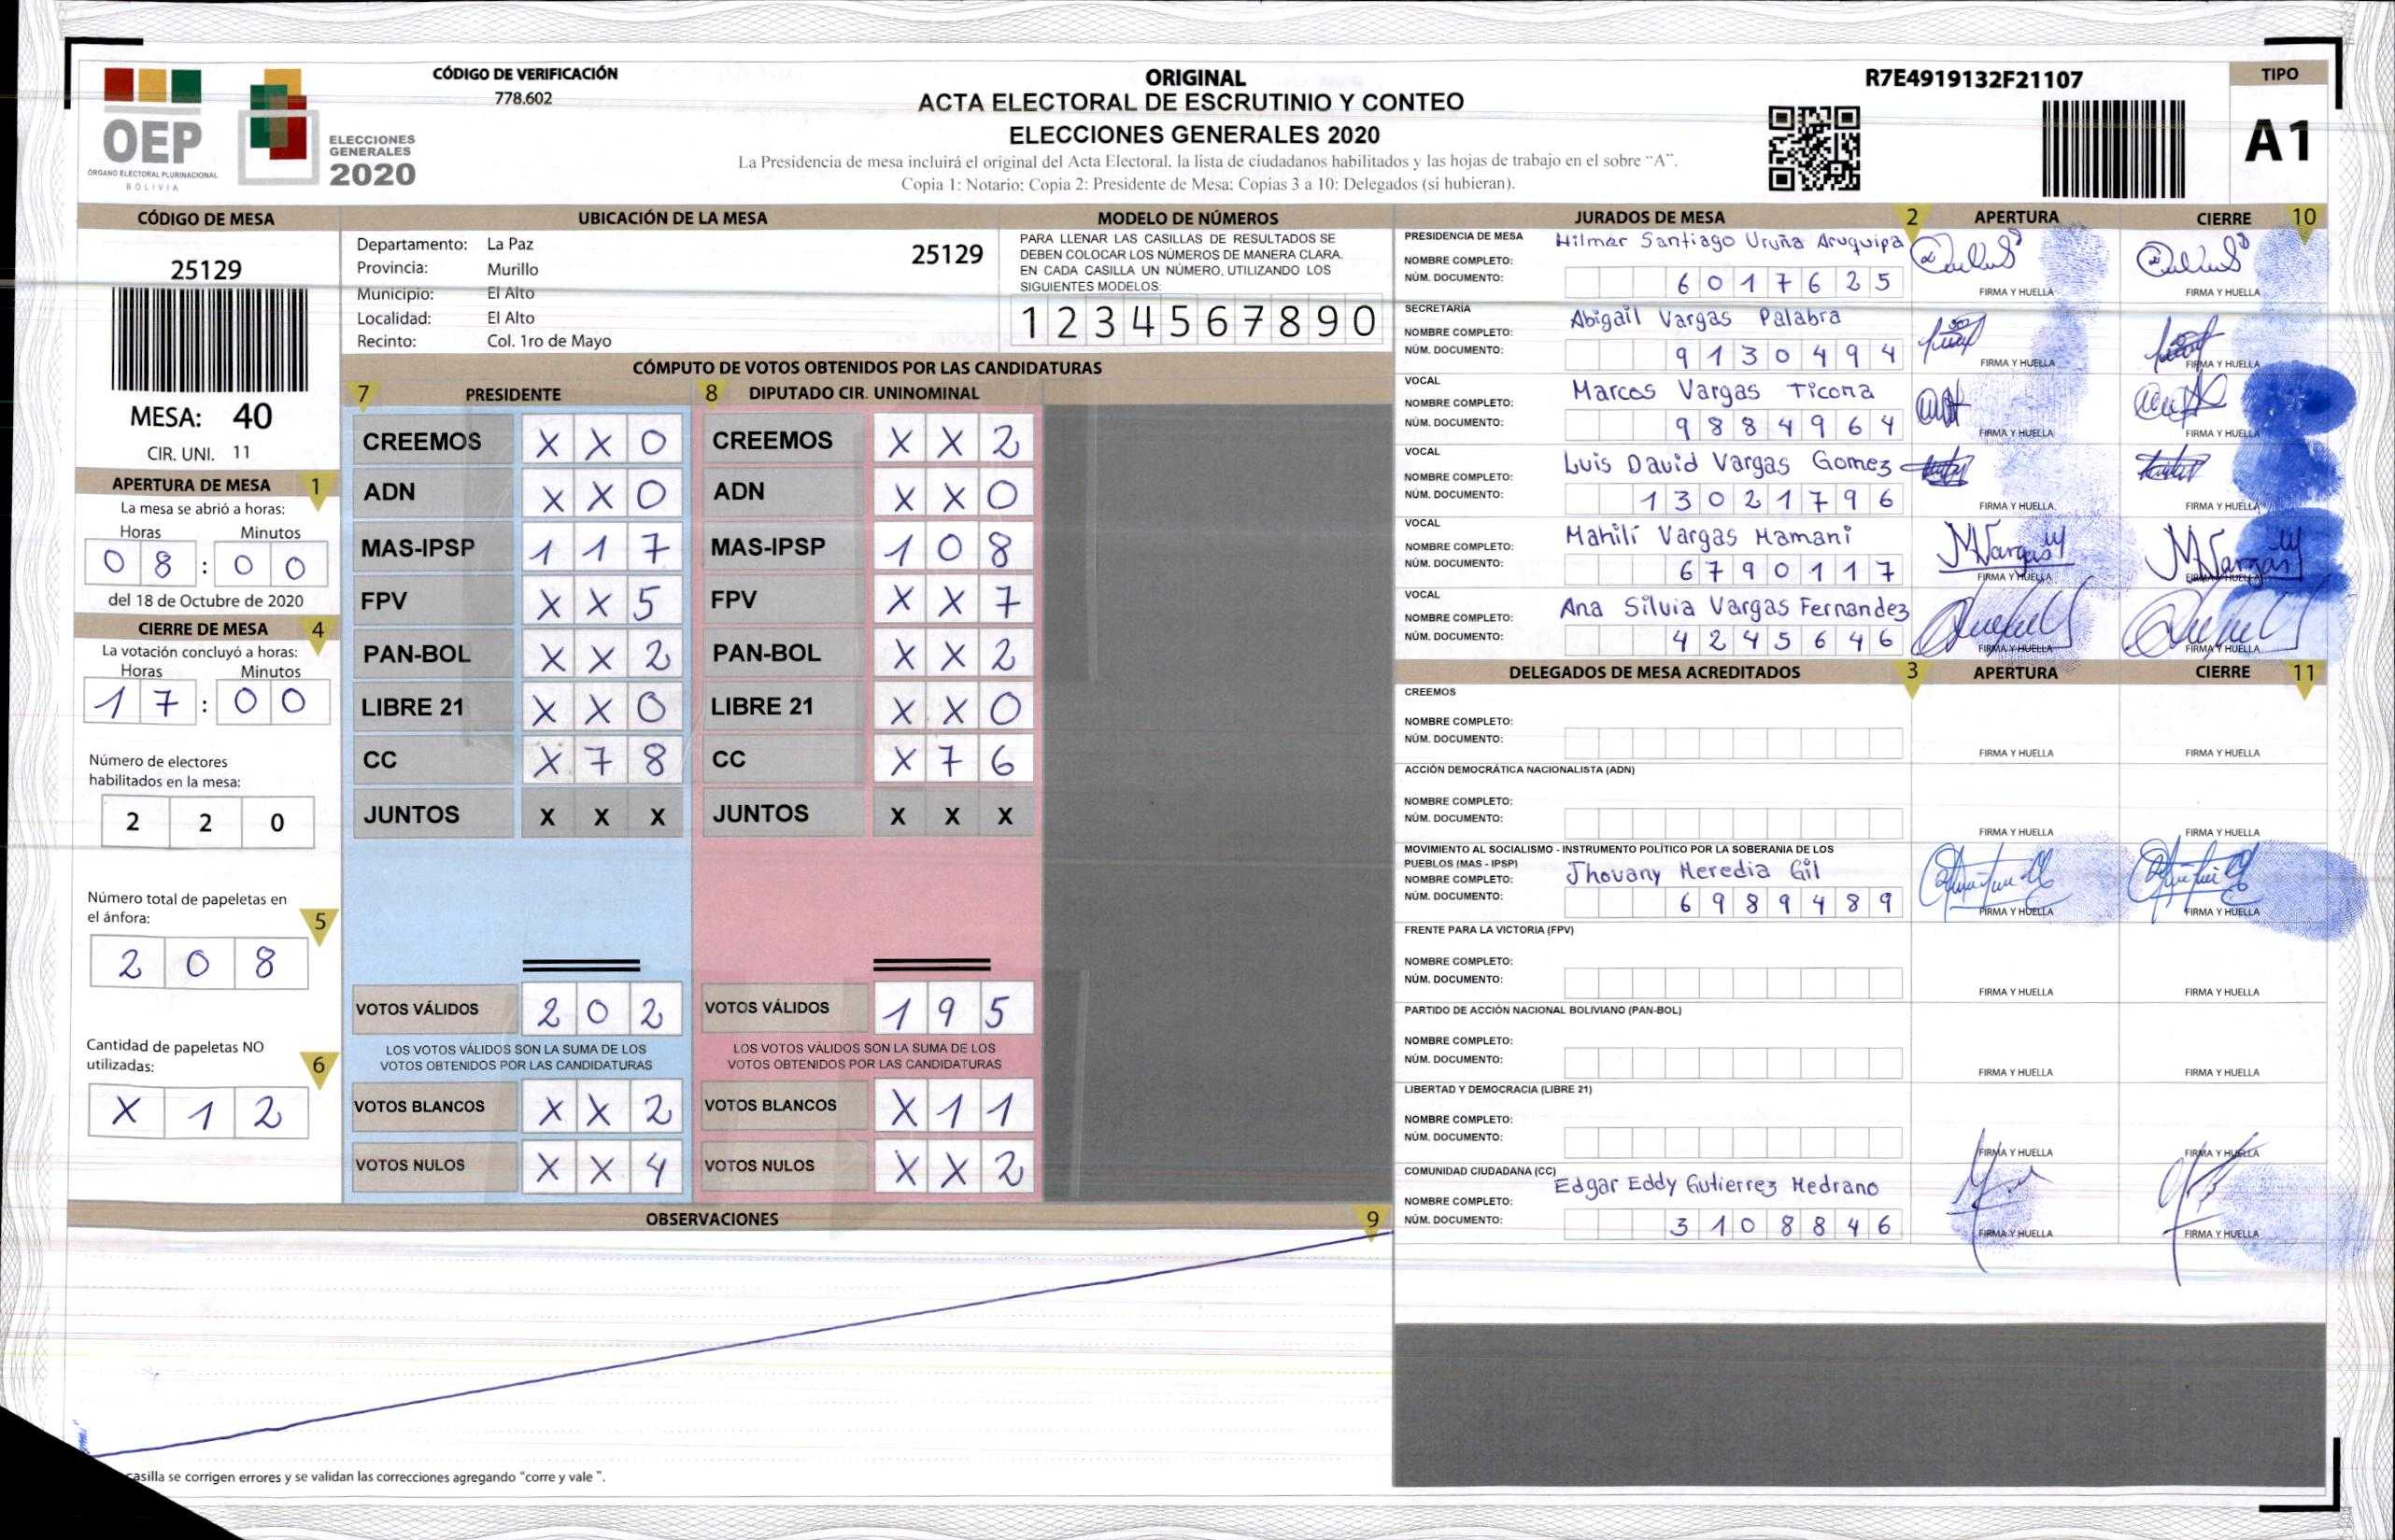 CÓDIGO DE VERIFICACIÓN
778.602
ORIGINAL
ACTA ELECTORAL DE ESCRUTINIO Y CONTEO
ELECCIONES GENERALES 2020
La Presidencia de mesa incluirá el original del Acta Electoral, la lista de ciudadanos habilitados y las hojas de trabajo en el sobre "A".
Copia 1: Notario; Copia 2: Presidente de Mesa; Copias 3 a 10: Delegados (si hubieran).
R7E4919132F21107
TIPO
A1
OEP
ÓRGANO ELECTORAL PLURINACIONAL
BOLIVIA
ELECCIONES
GENERALES
2020
CÓDIGO DE MESA
25129
MESA: 40
CIR. UNI. 11
APERTURA DE MESA 1
La mesa se abrió a horas:
Horas Minutos
0 8 : 0 0
del 18 de Octubre de 2020
CIERRE DE MESA 4
La votación concluyó a horas:
Horas Minutos
1 7 : 0 0
Número de electores
habilitados en la mesa:
2 2 0
Número total de papeletas en
el ánfora: 5
2 0 8
Cantidad de papeletas NO
utilizadas: 6
X 1 2
UBICACIÓN DE LA MESA
Departamento: La Paz 25129
Provincia: Murillo
Municipio: El Alto
Localidad: El Alto
Recinto: Col. 1ro de Mayo
MODELO DE NÚMEROS
PARA LLENAR LAS CASILLAS DE RESULTADOS SE
DEBEN COLOCAR LOS NÚMEROS DE MANERA CLARA.
EN CADA CASILLA UN NÚMERO, UTILIZANDO LOS
SIGUIENTES MODELOS:
1 2 3 4 5 6 7 8 9 0
CÓMPUTO DE VOTOS OBTENIDOS POR LAS CANDIDATURAS
7 PRESIDENTE 8 DIPUTADO CIR. UNINOMINAL
CREEMOS X X 0 CREEMOS X X 2
ADN X X 0 ADN X X 0
MAS-IPSP 1 1 7 MAS-IPSP 1 0 8
FPV X X 5 FPV X X 7
PAN-BOL X X 2 PAN-BOL X X 2
LIBRE 21 X X 0 LIBRE 21 X X 0
CC X 7 8 CC X 7 6
JUNTOS X X X JUNTOS X X X
VOTOS VÁLIDOS 2 0 2 VOTOS VÁLIDOS 1 9 5
LOS VOTOS VÁLIDOS SON LA SUMA DE LOS LOS VOTOS VÁLIDOS SON LA SUMA DE LOS
VOTOS OBTENIDOS POR LAS CANDIDATURAS VOTOS OBTENIDOS POR LAS CANDIDATURAS
VOTOS BLANCOS X X 2 VOTOS BLANCOS X 1 1
VOTOS NULOS X X 4 VOTOS NULOS X X 2
OBSERVACIONES 9
casilla se corrigen errores y se validan las correcciones agregando "corre y vale".
JURADOS DE MESA 2 APERTURA CIERRE 10
PRESIDENCIA DE MESA
NOMBRE COMPLETO: Hilmar Santiago Uruña Aruquipa
NÚM. DOCUMENTO: 6 0 1 7 6 2 5
FIRMA Y HUELLA FIRMA Y HUELLA
SECRETARÍA
NOMBRE COMPLETO: Abigail Vargas Palabra
NÚM. DOCUMENTO: 9 1 3 0 4 9 4
FIRMA Y HUELLA FIRMA Y HUELLA
VOCAL
NOMBRE COMPLETO: Marcos Vargas Ticona
NÚM. DOCUMENTO: 9 8 8 4 9 6 4
FIRMA Y HUELLA FIRMA Y HUELLA
VOCAL
NOMBRE COMPLETO: Luis David Vargas Gomez
NÚM. DOCUMENTO: 1 3 0 2 1 7 9 6
FIRMA Y HUELLA FIRMA Y HUELLA
VOCAL
NOMBRE COMPLETO: Mahili Vargas Mamani
NÚM. DOCUMENTO: 6 7 9 0 1 1 7
FIRMA Y HUELLA FIRMA Y HUELLA
VOCAL
NOMBRE COMPLETO: Ana Silvia Vargas Fernandez
NÚM. DOCUMENTO: 4 2 4 5 6 4 6
FIRMA Y HUELLA FIRMA Y HUELLA
DELEGADOS DE MESA ACREDITADOS 3 APERTURA CIERRE 11
CREEMOS
NOMBRE COMPLETO:
NÚM. DOCUMENTO:
FIRMA Y HUELLA FIRMA Y HUELLA
ACCIÓN DEMOCRÁTICA NACIONALISTA (ADN)
NOMBRE COMPLETO:
NÚM. DOCUMENTO:
FIRMA Y HUELLA FIRMA Y HUELLA
MOVIMIENTO AL SOCIALISMO - INSTRUMENTO POLÍTICO POR LA SOBERANIA DE LOS
PUEBLOS (MAS - IPSP)
NOMBRE COMPLETO: Jhovany Heredia Gil
NÚM. DOCUMENTO: 6 9 8 9 4 8 9
FIRMA Y HUELLA FIRMA Y HUELLA
FRENTE PARA LA VICTORIA (FPV)
NOMBRE COMPLETO:
NÚM. DOCUMENTO:
FIRMA Y HUELLA FIRMA Y HUELLA
PARTIDO DE ACCIÓN NACIONAL BOLIVIANO (PAN-BOL)
NOMBRE COMPLETO:
NÚM. DOCUMENTO:
FIRMA Y HUELLA FIRMA Y HUELLA
LIBERTAD Y DEMOCRACIA (LIBRE 21)
NOMBRE COMPLETO:
NÚM. DOCUMENTO:
FIRMA Y HUELLA FIRMA Y HUELLA
COMUNIDAD CIUDADANA (CC)
NOMBRE COMPLETO: Edgar Eddy Gutierrez Medrano
NÚM. DOCUMENTO: 3 1 0 8 8 4 6
FIRMA Y HUELLA FIRMA Y HUELLA